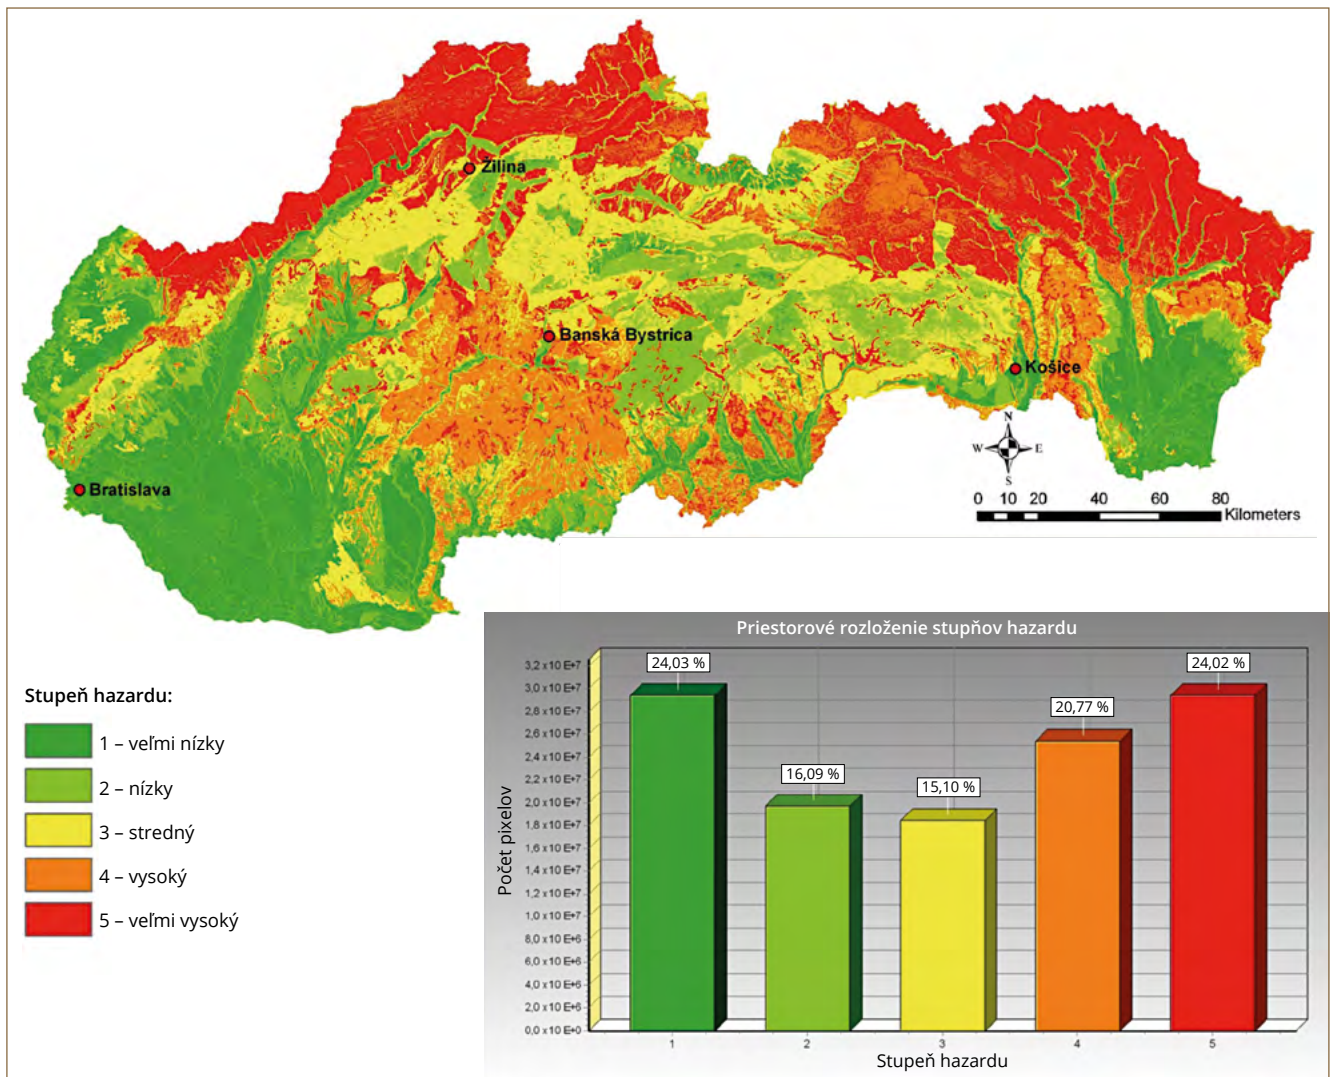 Žilina
Banská Bystrica
Košice
Bratislava
N
W E
S
0 10 20 40 60 80
Kilometers
Stupeň hazardu:
1 – veľmi nízky
2 – nízky
3 – stredný
4 – vysoký
5 – veľmi vysoký
Priestorové rozloženie stupňov hazardu
24,03 %
16,09 %
15,10 %
20,77 %
24,02 %
Počet pixelov
3,2 x 10 E+7
3,0 x 10 E+7
2,8 x 10 E+7
2,6 x 10 E+7
2,4 x 10 E+7
2,2 x 10 E+7
2,0 x 10 E+7
1,8 x 10 E+7
1,6 x 10 E+7
1,4 x 10 E+7
1,2 x 10 E+7
1,0 x 10 E+7
8,0 x 10 E+6
6,0 x 10 E+6
4,0 x 10 E+6
2,0 x 10 E+6
0,0 x 10 E+0
1 2 3 4 5
Stupeň hazardu